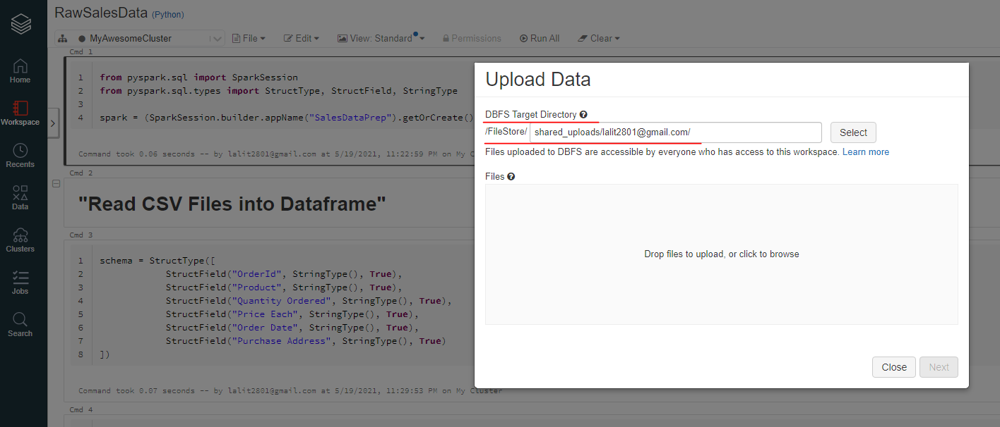 RawSalesData (Python)
MyAwesomeCluster File Edit View: Standard Permissions Run All Clear
Home
Workspace
Recents
Data
Clusters
Jobs
Search
Cmd 1
1 from pyspark.sql import SparkSession
2 from pyspark.sql.types import StructType, StructField, StringType
3
4 spark = (SparkSession.builder.appName("SalesDataPrep").getOrCreate()
Command took 0.06 seconds -- by lalit2801@gmail.com at 5/19/2021, 11:22:59 PM on My C
Cmd 2
"Read CSV Files into Dataframe"
Cmd 3
1 schema = StructType([
2 StructField("OrderId", StringType(), True),
3 StructField("Product", StringType(), True),
4 StructField("Quantity Ordered", StringType(), True),
5 StructField("Price Each", StringType(), True),
6 StructField("Order Date", StringType(), True),
7 StructField("Purchase Address", StringType(), True)
8 ])
Command took 0.07 seconds -- by lalit2801@gmail.com at 5/19/2021, 11:29:53 PM on My Cluster
Cmd 4
Upload Data
DBFS Target Directory ?
/FileStore/ shared_uploads/lalit2801@gmail.com/ Select
Files uploaded to DBFS are accessible by everyone who has access to this workspace. Learn more
Files ?
Drop files to upload, or click to browse
Close Next